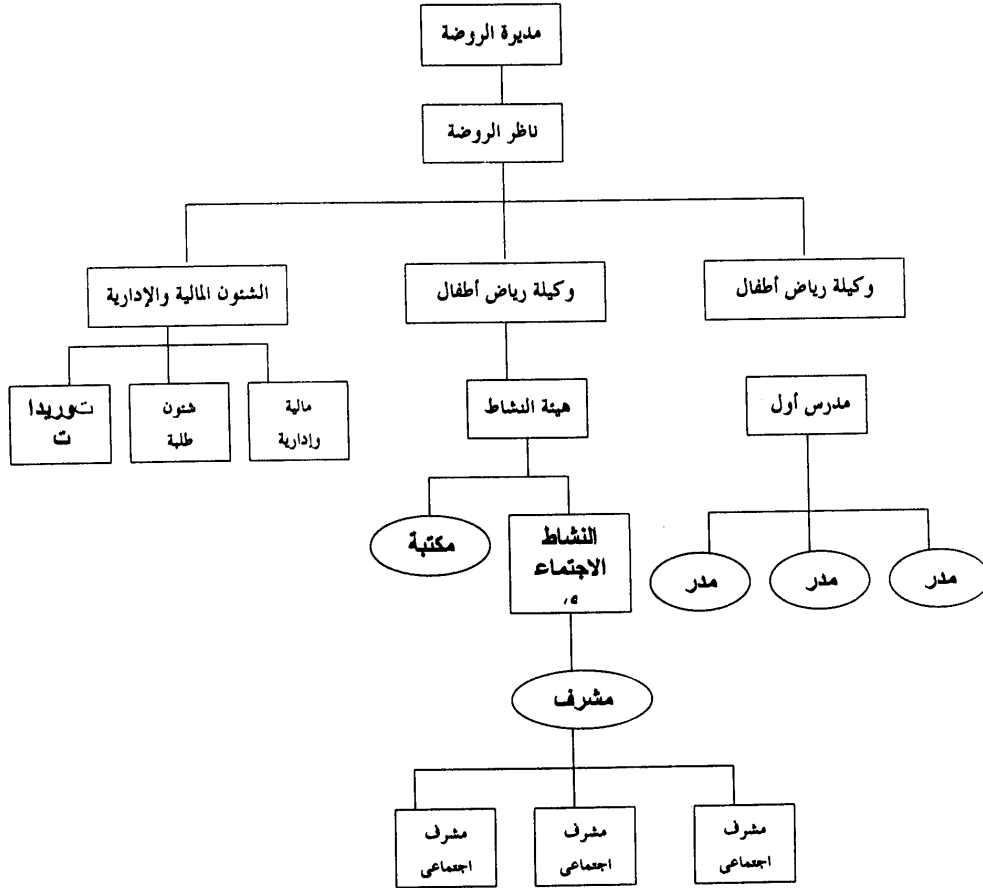 مديرة الروضة
ناظر الروضة
وكيلة رياض أطفال
وكيلة رياض أطفال
الشئون المالية والإدارية
مدرس أول
هيئة النشاط
مالية
وإدارية
شئون
طلبة
توريدا
ت
مدر
مدر
مدر
النشاط
الاجتماع
مكتبة
مشرف
مشرف
اجتماعى
مشرف
اجتماعى
مشرف
اجتماعى